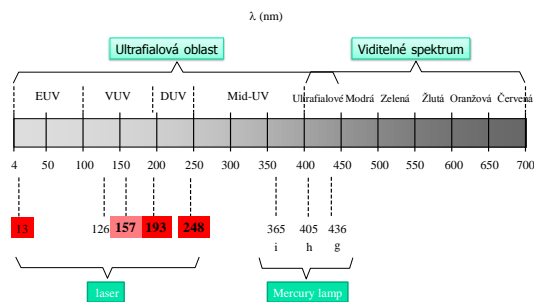 λ (nm)
Ultrafialová oblast
Viditelné spektrum
EUV VUV DUV Mid-UV Ultrafialové Modrá Zelená Žlutá Oranžová Červená
4 50 100 150 200 250 300 350 400 450 500 550 600 650 700
13 126 157 193 248 365 405 436
i h g
laser Mercury lamp